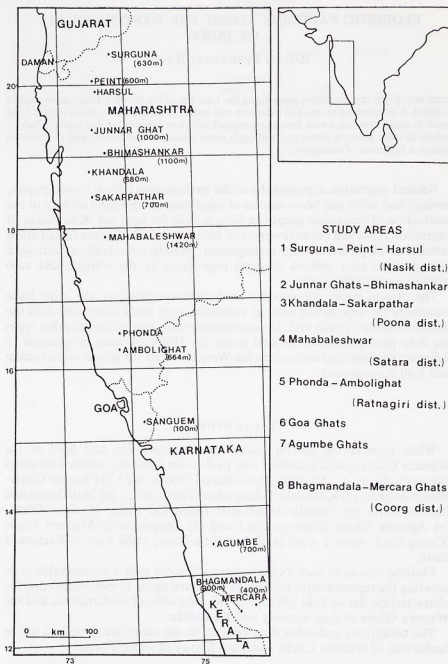 GUJARAT
DAMAN
SURGUNA
(630m)
PEINT(600m)
HARSUL
20
MAHARASHTRA
JUNNAR GHAT
(1000m)
BHIMASHANKAR
(1100m)
KHANDALA
(580m)
SAKARPATHAR
(700m)
18
MAHABALESHWAR
(1420m)
PHONDA
AMBOLIGHAT
(664m)
16
GOA
SANGUEM
(100m)
KARNATAKA
14
AGUMBE
(700m)
BHAGMANDALA
(400m)
MERCARA
KERALA
12
0 km 100
73
75
STUDY AREAS
1 Surguna – Peint – Harsul
(Nasik dist.)
2 Junnar Ghats-Bhimashankar
3 Khandala – Sakarpathar
(Poona dist.)
4 Mahabaleshwar
(Satara dist.)
5 Phonda – Ambolighat
(Ratnagiri dist.)
6 Goa Ghats
7 Agumbe Ghats
8 Bhagmandala-Mercara Ghats
(Coorg dist.)